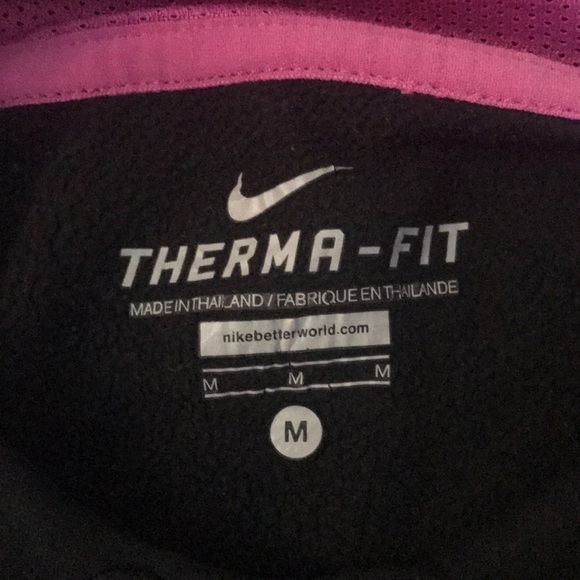 THERMA-FIT
MADE IN THAILAND / FABRIQUE EN THAILANDE
nikebetterworld.com
M M M
M